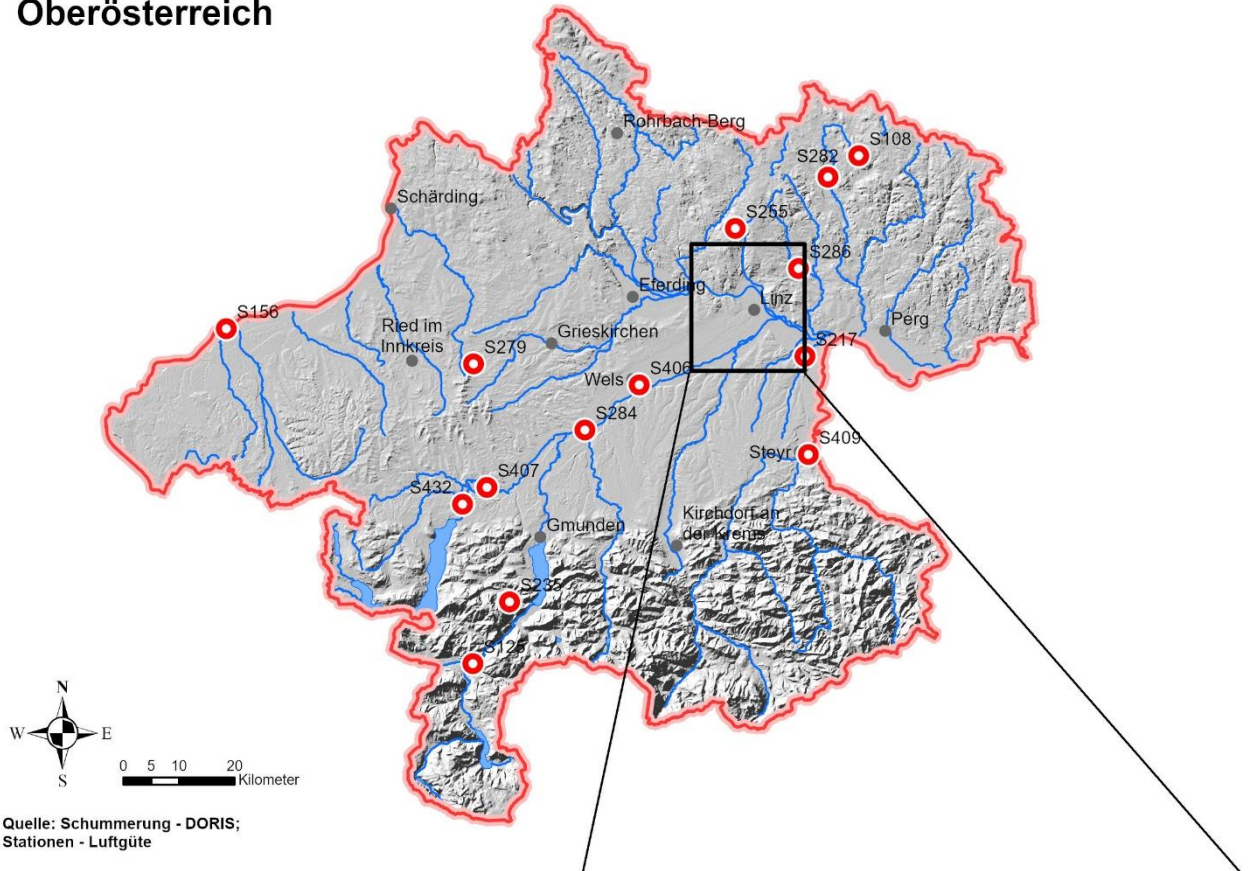 Oberösterreich
Rohrbach-Berg
S108
S282
Schärding
S255
S286
Eferding
Linz
S156
Ried im
Innkreis
Grieskirchen
Perg
S279
S217
Wels
S406
S284
S409
Steyr
S407
S432
Gmunden
Kirchdorf an
der Krems
S235
S125
N
W
E
S
0 5 10 20
Kilometer
Quelle: Schummerung - DORIS;
Stationen - Luftgüte